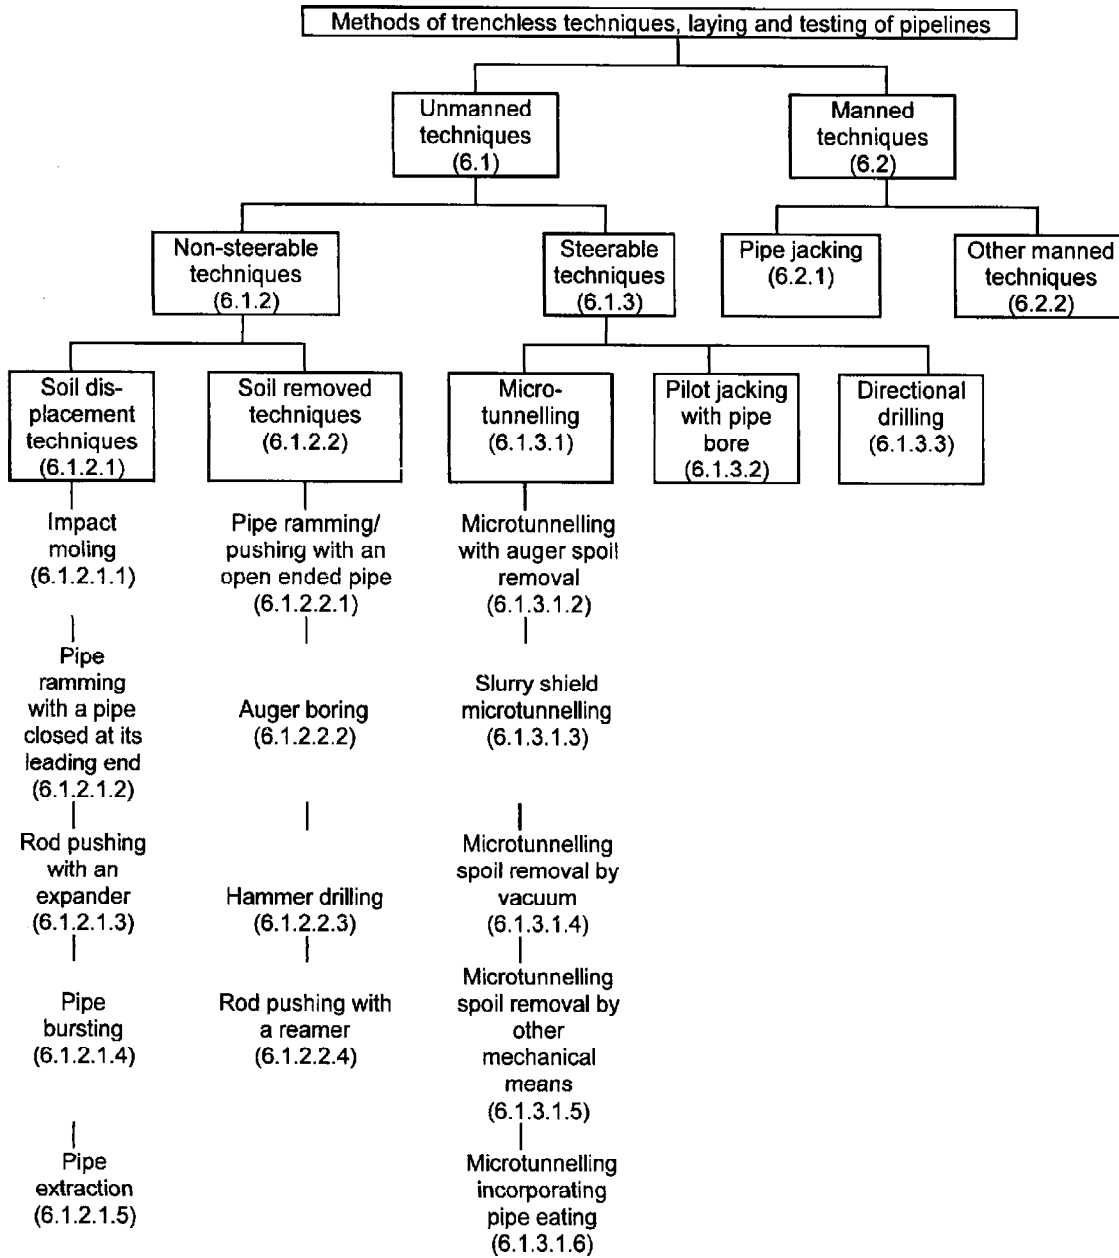 Methods of trenchless techniques, laying and testing of pipelines
Unmanned
techniques
(6.1)
Manned
techniques
(6.2)
Non-steerable
techniques
(6.1.2)
Steerable
techniques
(6.1.3)
Pipe jacking
(6.2.1)
Other manned
techniques
(6.2.2)
Soil dis-
placement
techniques
(6.1.2.1)
Soil removed
techniques
(6.1.2.2)
Micro-
tunnelling
(6.1.3.1)
Pilot jacking
with pipe
bore
(6.1.3.2)
Directional
drilling
(6.1.3.3)
Impact
moling
(6.1.2.1.1)
Pipe
ramming
with a pipe
closed at its
leading end
(6.1.2.1.2)
Rod pushing
with an
expander
(6.1.2.1.3)
Pipe
bursting
(6.1.2.1.4)
Pipe
extraction
(6.1.2.1.5)
Pipe ramming/
pushing with an
open ended pipe
(6.1.2.2.1)
Auger boring
(6.1.2.2.2)
Hammer drilling
(6.1.2.2.3)
Rod pushing with
a reamer
(6.1.2.2.4)
Microtunnelling
with auger spoil
removal
(6.1.3.1.2)
Slurry shield
microtunnelling
(6.1.3.1.3)
Microtunnelling
spoil removal by
vacuum
(6.1.3.1.4)
Microtunnelling
spoil removal by
other
mechanical
means
(6.1.3.1.5)
Microtunnelling
incorporating
pipe eating
(6.1.3.1.6)